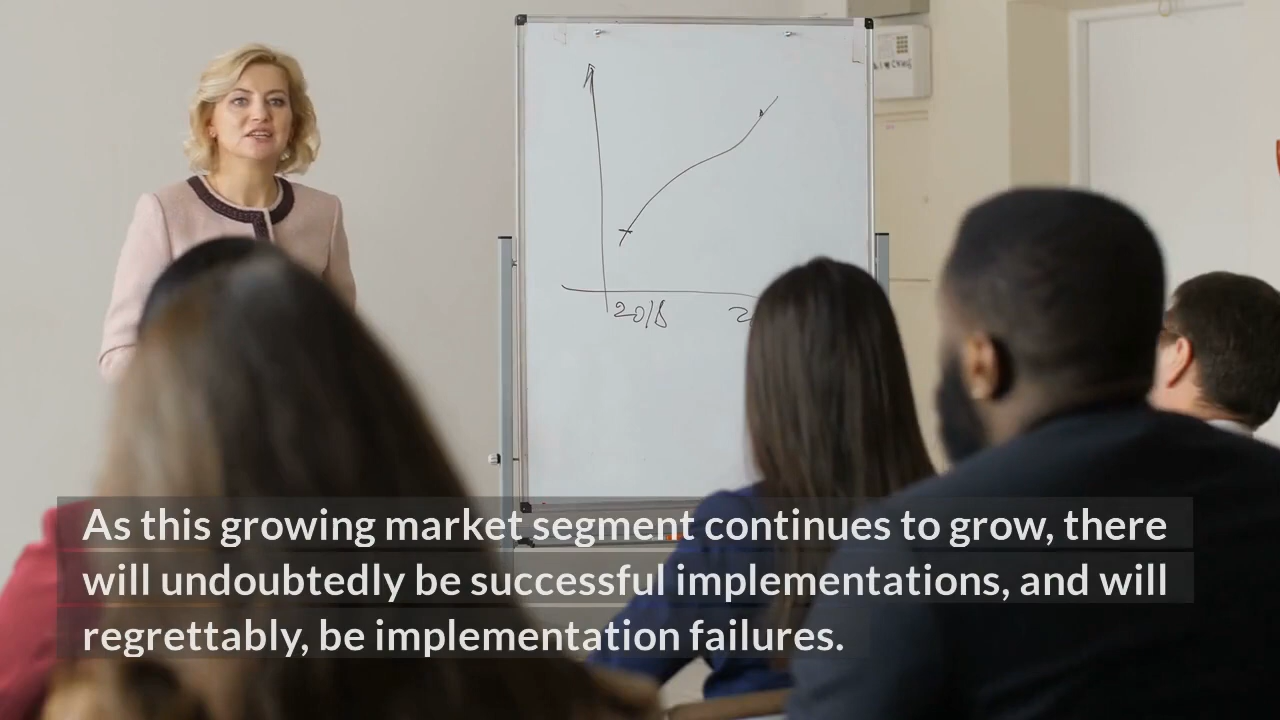 2018
As this growing market segment continues to grow, there
will undoubtedly be successful implementations, and will
regrettably, be implementation failures.